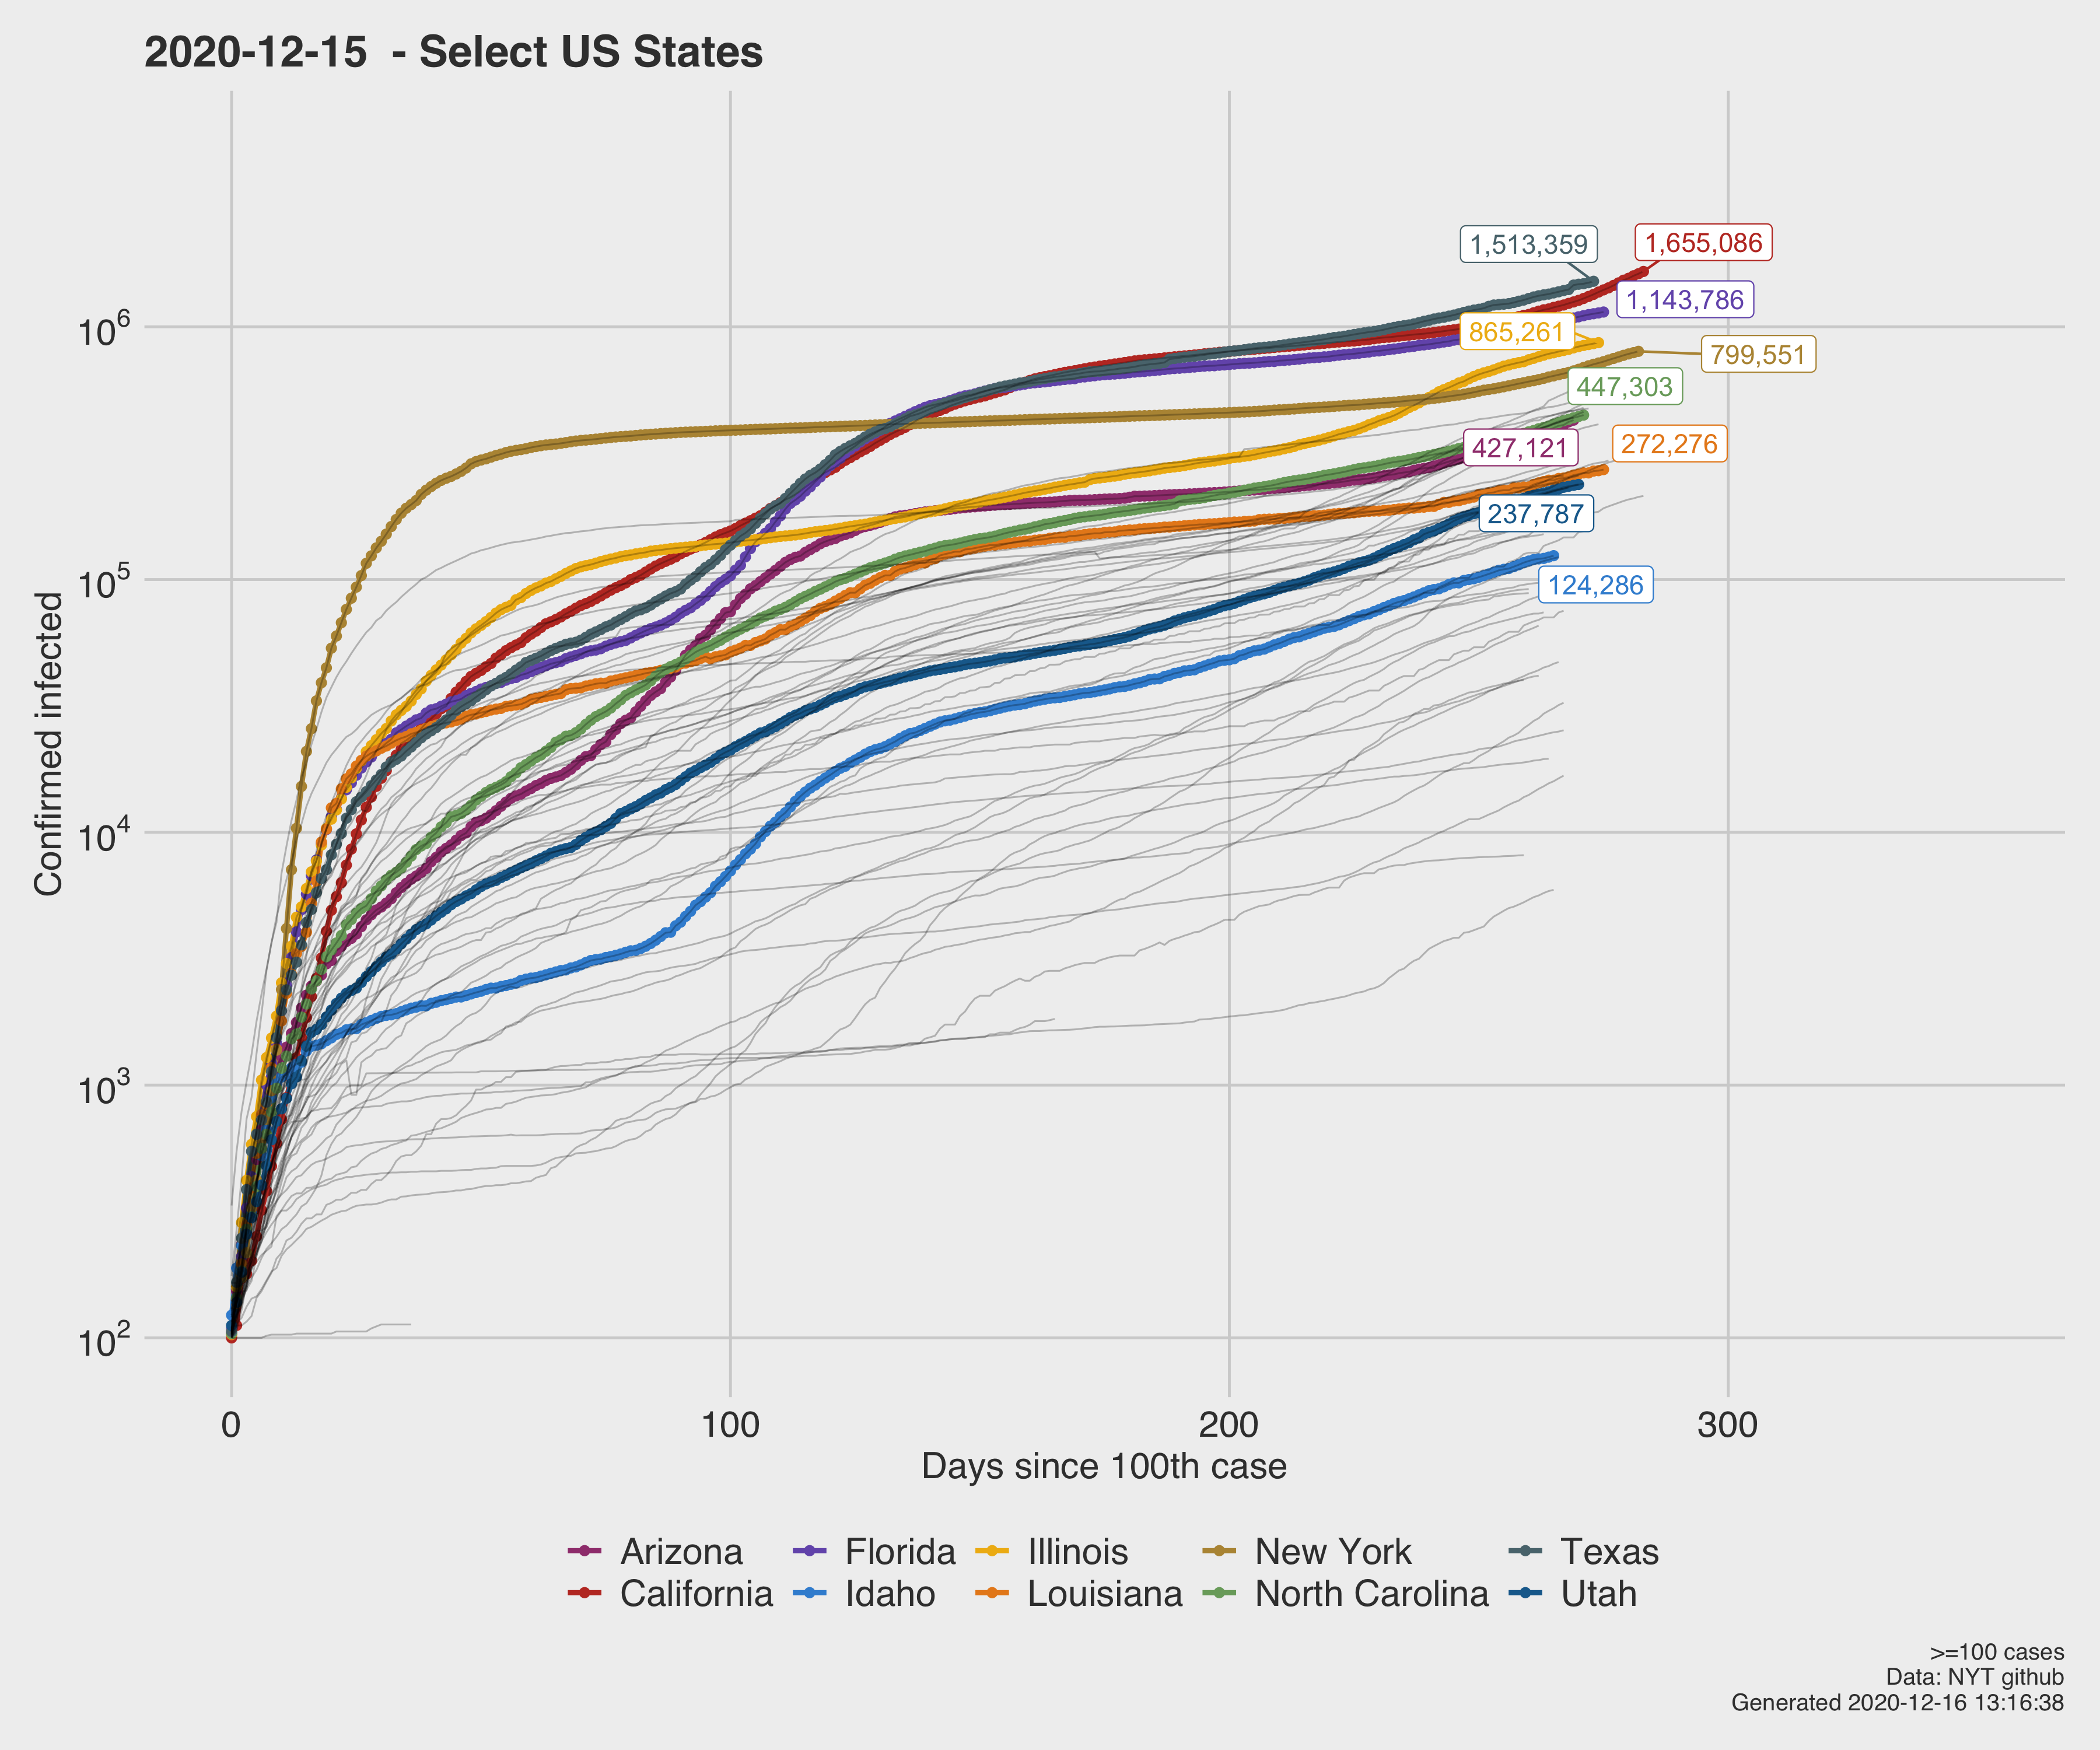 2020-12-15 - Select US States
1,513,359
1,655,086
1,143,786
865,261
799,551
447,303
427,121
272,276
237,787
124,286
10^6
10^5
10^4
10^3
10^2
Confirmed infected
0 100 200 300
Days since 100th case
Arizona Florida Illinois New York Texas
California Idaho Louisiana North Carolina Utah
>=100 cases
Data: NYT github
Generated 2020-12-16 13:16:38